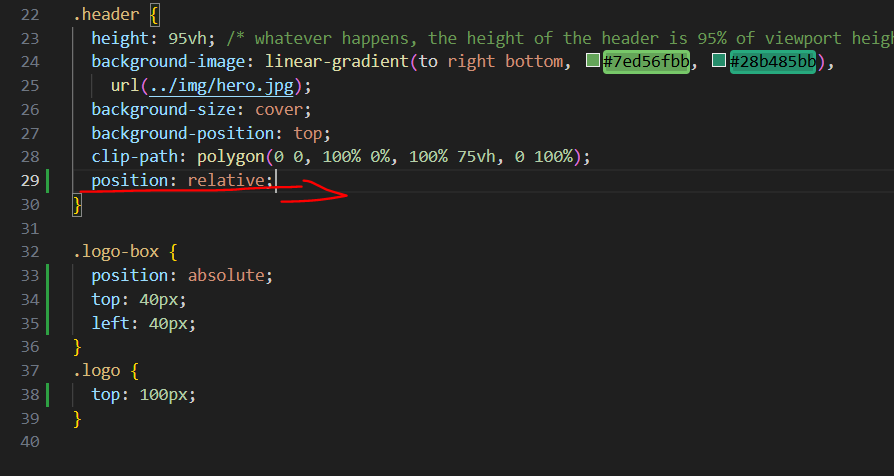 22 .header {
23 height: 95vh; /* whatever happens, the height of the header is 95% of viewport heigh
24 background-image: linear-gradient(to right bottom, #7ed56fbb, #28b485bb),
25 url(../img/hero.jpg);
26 background-size: cover;
27 background-position: top;
28 clip-path: polygon(0 0, 100% 0%, 100% 75vh, 0 100%);
29 position: relative;
30 }
31
32 .logo-box {
33 position: absolute;
34 top: 40px;
35 left: 40px;
36 }
37 .logo {
38 top: 100px;
39 }
40